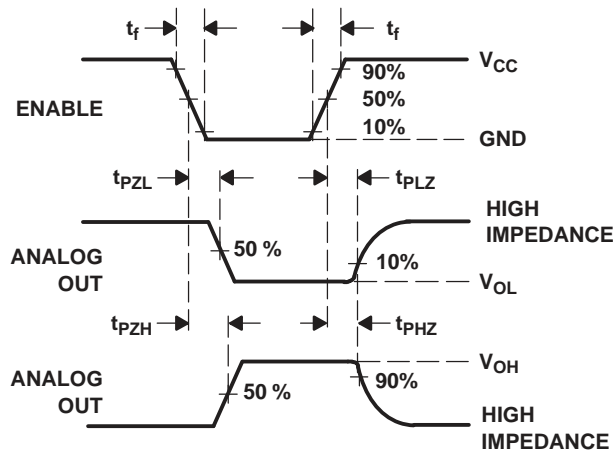 tf
tf
VCC
90%
ENABLE
50%
10%
GND
tPZL
tPLZ
HIGH
IMPEDANCE
ANALOG
OUT
50 %
10%
VOL
tPZH
tPHZ
VOH
ANALOG
OUT
50 %
90%
HIGH
IMPEDANCE